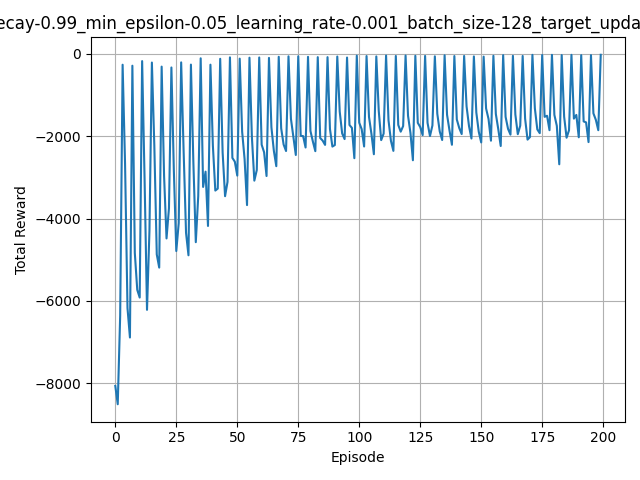 ecay-0.99_min_epsilon-0.05_learning_rate-0.001_batch_size-128_target_upda
0
−2000
−4000
−6000
−8000
Total Reward
0 25 50 75 100 125 150 175 200
Episode